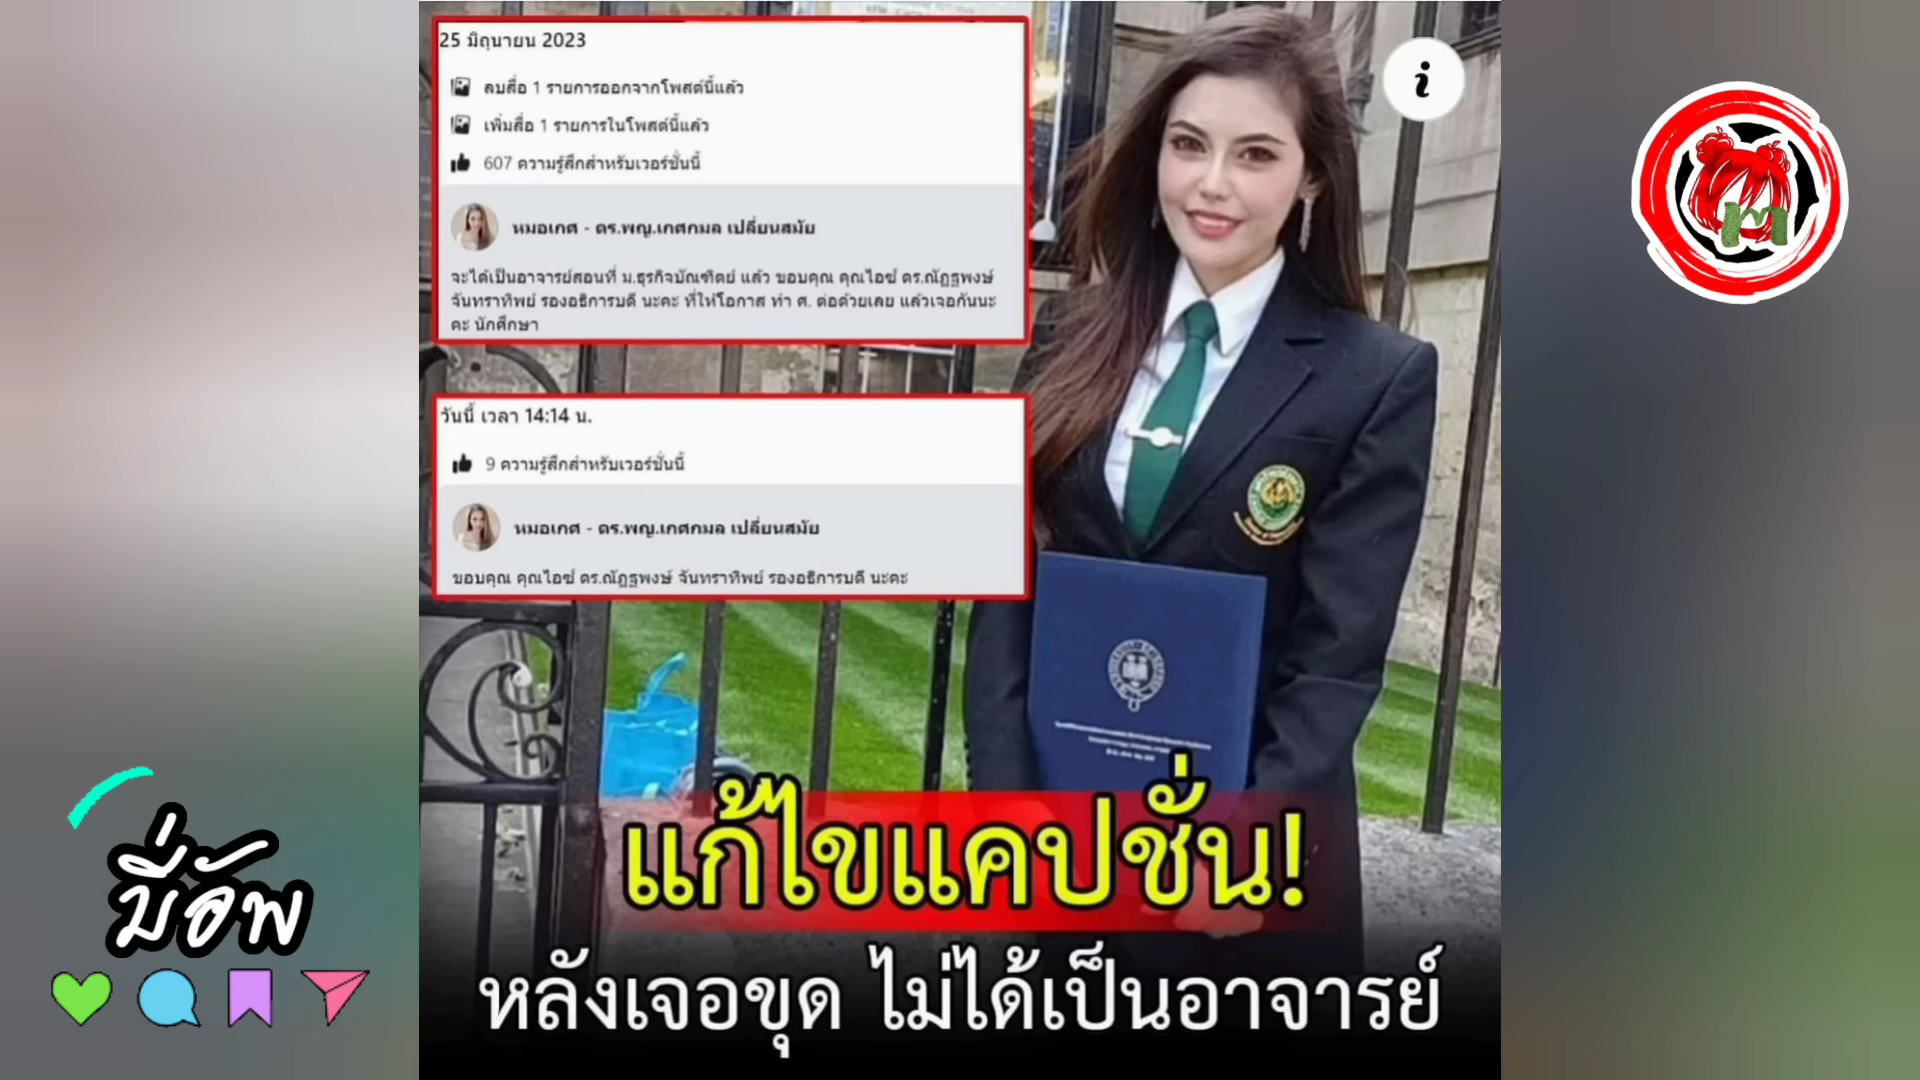 25 มิถุนายน 2023
ลบสื่อ 1 รายการออกจากโพสต์นี้แล้ว
เพิ่มสื่อ 1 รายการในโพสต์นี้แล้ว
607 ความรู้สึกสำหรับเวอร์ชั่นนี้
หมอเกศ - ดร.พญ.เกศกมล เปลี่ยนสมัย
จะได้เป็นอาจารย์สอนที่ ม.ธุรกิจบัณฑิตย์ แล้ว ขอบคุณ คุณไอซ์ ดร.ณัฏฐพงษ์
จันทราทิพย์ รองอธิการบดี นะคะ ที่ให้โอกาส ทำ ศ. ต่อด้วยเลย แล้วเจอกันนะ
คะ นักศึกษา
วันนี้ เวลา 14:14 น.
9 ความรู้สึกสำหรับเวอร์ชั่นนี้
หมอเกศ - ดร.พญ.เกศกมล เปลี่ยนสมัย
ขอบคุณ คุณไอซ์ ดร.ณัฏฐพงษ์ จันทราทิพย์ รองอธิการบดี นะคะ
i
แก้ไขแคปชั่น!
หลังเจอขุด ไม่ได้เป็นอาจารย์
มี่อัพ